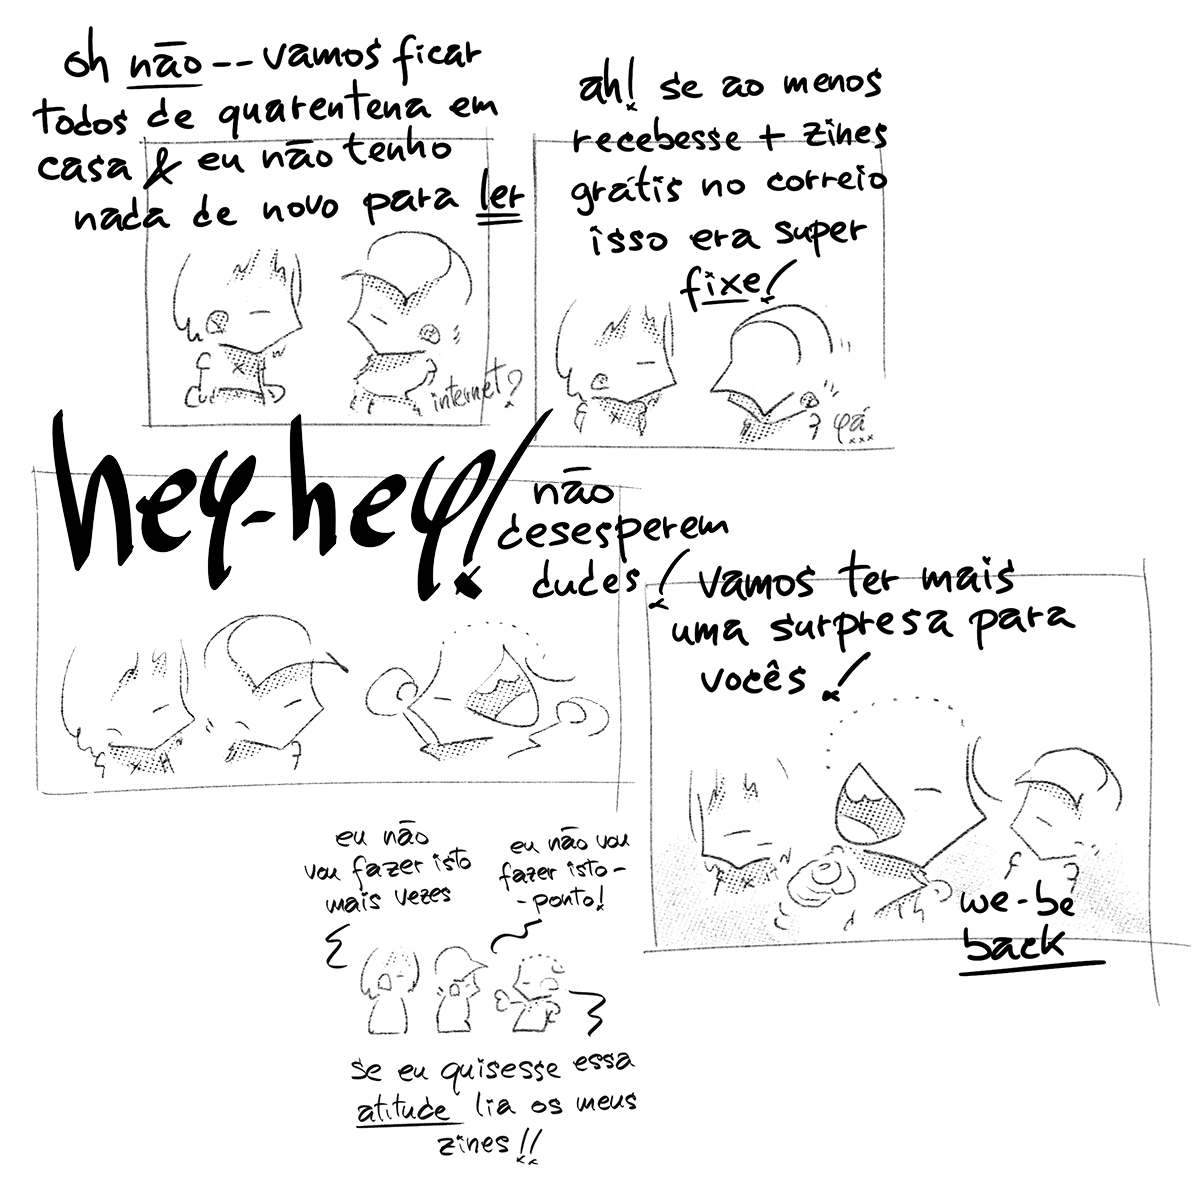 oh não -- vamos ficar
todos de quarentena em
casa & eu não tenho
nada de novo para ler
internet?
ah! se ao menos
recebesse + zines
grátis no correio
isso era super
fixe!
yá...
hey-hey!
não
desesperem
dudes!
vamos ter mais
uma surpresa para
vocês!
we-be
back
eu não
vou fazer isto
mais vezes
eu não vou
fazer isto -
- ponto!
se eu quisesse essa
atitude lia os meus
zines!!